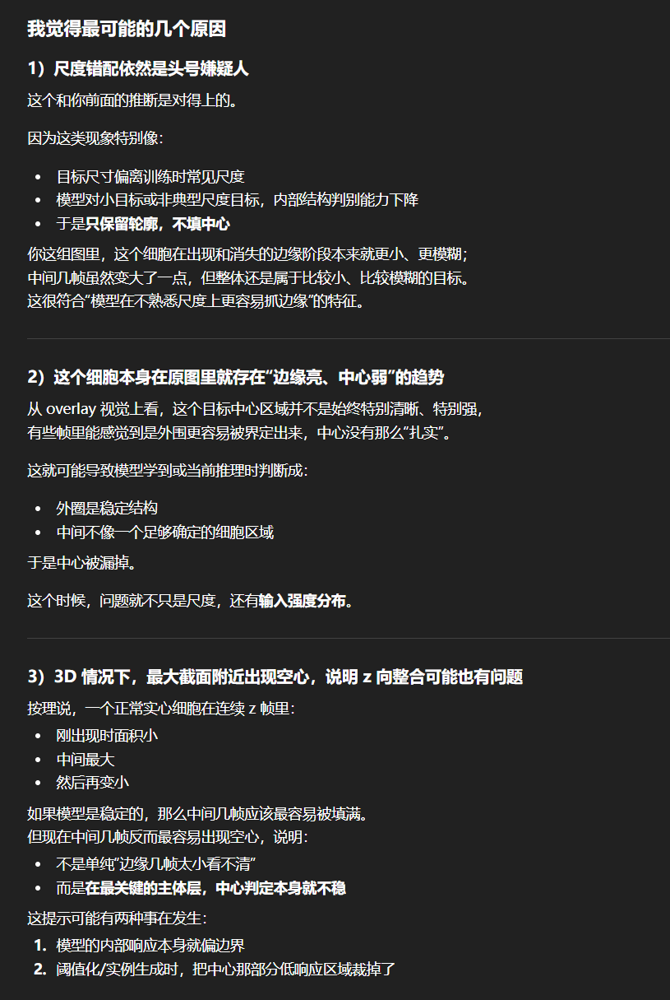 我觉得最可能的几个原因
1）尺度错配依然是头号嫌疑人
这个和你前面的推断是对得上的。
因为这类现象特别像：
• 目标尺寸偏离训练时常见尺度
• 模型对小目标或非典型尺度目标，内部结构判别能力下降
• 于是只保留轮廓，不填中心
你这组图里，这个细胞在出现和消失的边缘阶段本来就更小、更模糊；
中间几帧虽然变大了一点，但整体还是属于比较小、比较模糊的目标。
这很符合“模型在不熟悉尺度上更容易抓边缘”的特征。
2）这个细胞本身在原图里就存在“边缘亮、中心弱”的趋势
从 overlay 视觉上看，这个目标中心区域并不是始终特别清晰、特别强，
有些帧里能感觉到是外围更容易被界定出来，中心没有那么“扎实”。
这就可能导致模型学到或当前推理时判断成：
• 外圈是稳定结构
• 中间不像一个足够确定的细胞区域
于是中心被漏掉。
这个时候，问题就不只是尺度，还有输入强度分布。
3）3D 情况下，最大截面附近出现空心，说明 z 向整合可能也有问题
按理说，一个正常实心细胞在连续 z 帧里：
• 刚出现时面积小
• 中间最大
• 然后再变小
如果模型是稳定的，那么中间几帧应该最容易被填满。
但现在中间几帧反而最容易出现空心，说明：
• 不是单纯“边缘几帧太小看不清”
• 而是在最关键的主体层，中心判定本身就不稳
这提示可能有两种事在发生：
1. 模型的内部响应本身就偏边界
2. 阈值化/实例生成时，把中心那部分低响应区域裁掉了